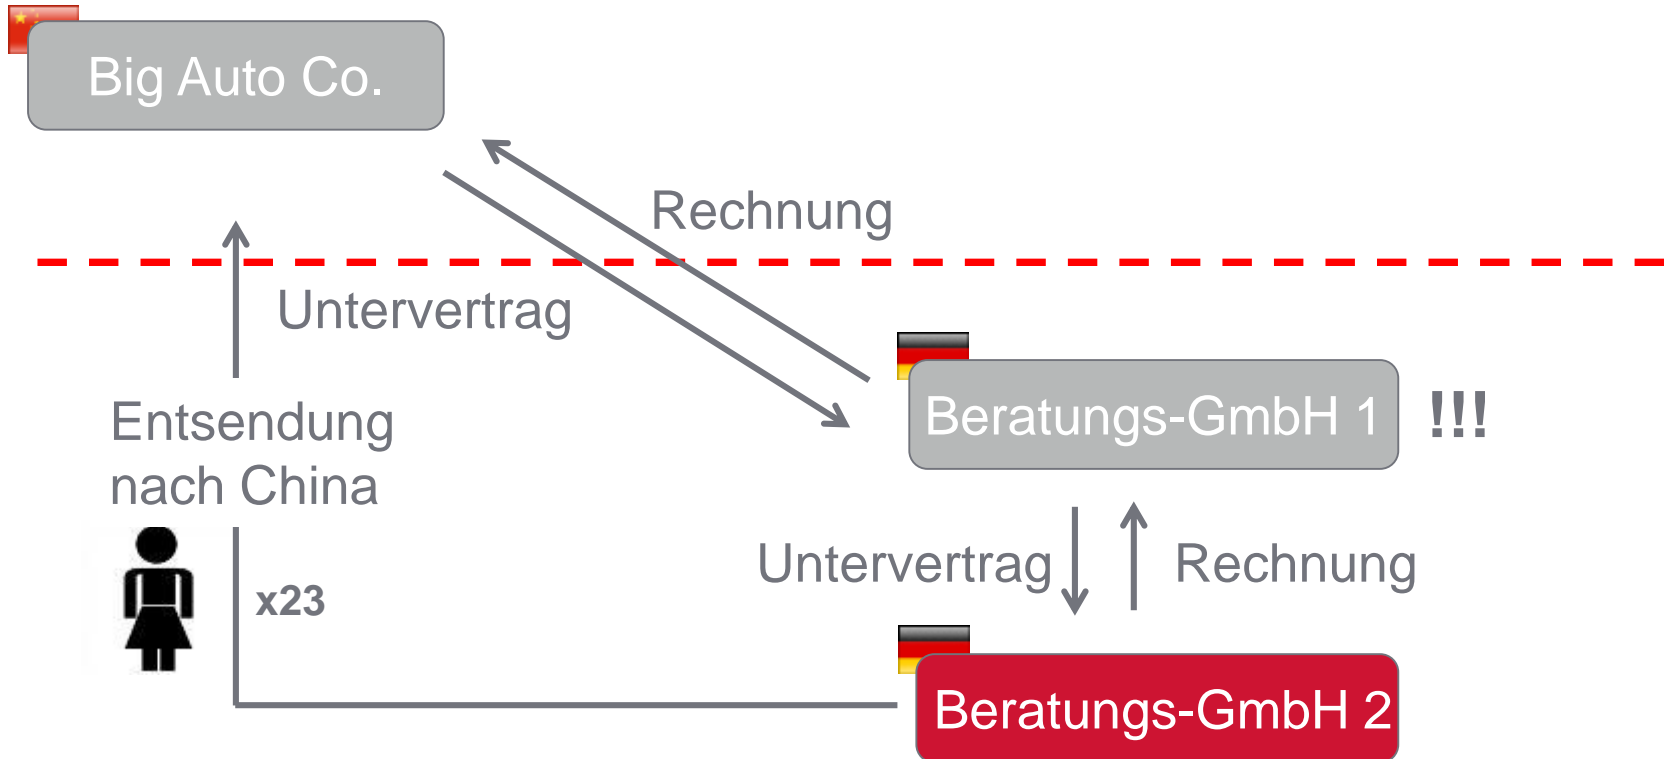 Big Auto Co.
Rechnung
Untervertrag
Beratungs-GmbH 1 !!!
Entsendung
nach China
Untervertrag
Rechnung
x23
Beratungs-GmbH 2